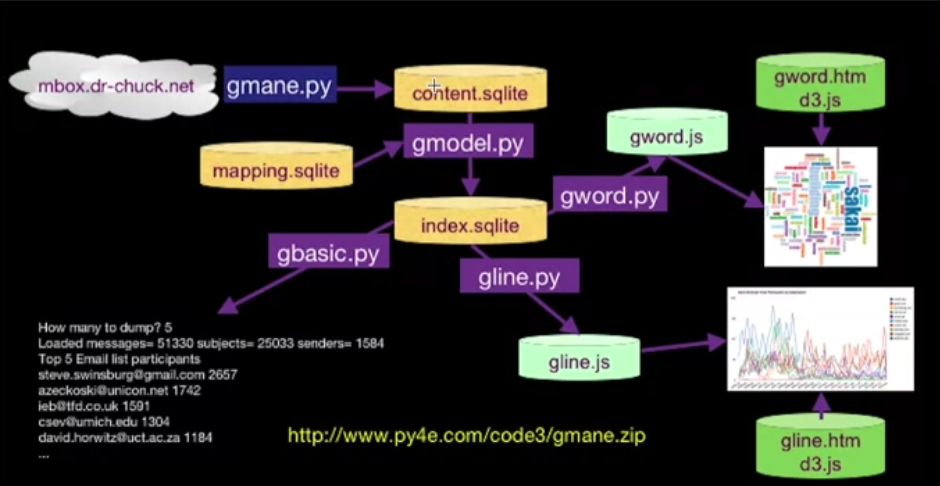 mbox.dr-chuck.net
gmane.py
content.sqlite
gword.htm
d3.js
mapping.sqlite
gmodel.py
gword.js
sakai
gword.py
index.sqlite
gbasic.py
gline.py
How many to dump? 5
Loaded messages= 51330 subjects= 25033 senders= 1584
Top 5 Email list participants
steve.swinsburg@gmail.com 2657
azeckoski@unicon.net 1742
ieb@tfd.co.uk 1591
csev@umich.edu 1304
david.horwitz@uct.ac.za 1184
...
gline.js
http://www.py4e.com/code3/gmane.zip
gline.htm
d3.js